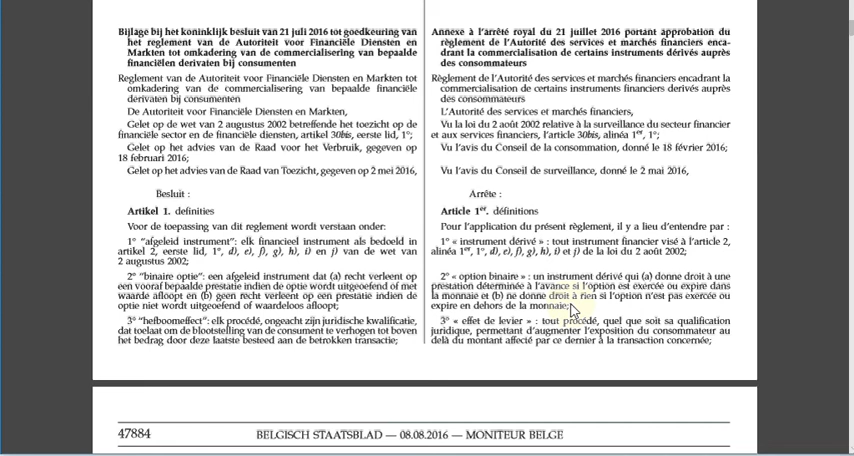 Bijlage bij het koninklijk besluit van 21 juli 2016 tot goedkeuring van
het reglement van de Autoriteit voor Financiële Diensten en
Markten tot omkadering van de commercialisering van bepaalde
financiëlen derivaten bij consumenten
Reglement van de Autoriteit voor Financiële Diensten en Markten tot
omkadering van de commercialisering van bepaalde financiële
derivaten bij consumenten
De Autoriteit voor Financiële Diensten en Markten,
Gelet op de wet van 2 augustus 2002 betreffende het toezicht op de
financiële sector en de financiële diensten, artikel 30bis, eerste lid, 1°;
Gelet op het advies van de Raad voor het Verbruik, gegeven op
18 februari 2016;
Gelet op het advies van de Raad van Toezicht, gegeven op 2 mei 2016,
Besluit :
Artikel 1. definities
Voor de toepassing van dit reglement wordt verstaan onder:
1° "afgeleid instrument": elk financieel instrument als bedoeld in
artikel 2, eerste lid, 1°, d), e), f), g), h), i) en j) van de wet van
2 augustus 2002;
2° "binaire optie": een afgeleid instrument dat (a) recht verleent op
een vooraf bepaalde prestatie indien de optie wordt uitgeoefend of met
waarde afloopt en (b) geen recht verleent op een prestatie indien de
optie niet wordt uitgeoefend of waardeloos afloopt;
3° "hefboomeffect": elk procédé, ongeacht zijn juridische kwalificatie,
dat toelaat om de blootstelling van de consument te verhogen tot boven
het bedrag door deze laatste besteed aan de betrokken transactie;
Annexe à l'arrêté royal du 21 juillet 2016 portant approbation du
règlement de l'Autorité des services et marchés financiers enca-
drant la commercialisation de certains instruments dérivés auprès
des consommateurs
Règlement de l'Autorité des services et marchés financiers encadrant la
commercialisation de certains instruments financiers derivés auprès
des consommateurs
L'Autorité des services et marchés financiers,
Vu la loi du 2 août 2002 relative à la surveillance du secteur financier
et aux services financiers, l'article 30bis, alinéa 1er, 1°;
Vu l'avis du Conseil de la consommation, donné le 18 février 2016;
Vu l'avis du Conseil de surveillance, donné le 2 mai 2016,
Arrête :
Article 1er. définitions
Pour l'application du présent règlement, il y a lieu d'entendre par :
1° « instrument dérivé » : tout instrument financier visé à l'article 2,
alinéa 1er, 1°, d), e), f), g), h), i) et j) de la loi du 2 août 2002;
2° « option binaire » : un instrument dérivé qui (a) donne droit à une
prestation déterminée à l'avance si l'option est exercée ou expire dans
la monnaie et (b) ne donne droit à rien si l'option n'est pas exercée ou
expire en dehors de la monnaie;
3° « effet de levier » : tout procédé, quel que soit sa qualification
juridique, permettant d'augmenter l'exposition du consommateur au
delà du montant affecté par ce dernier à la transaction concernée;
47884
BELGISCH STAATSBLAD — 08.08.2016 — MONITEUR BELGE